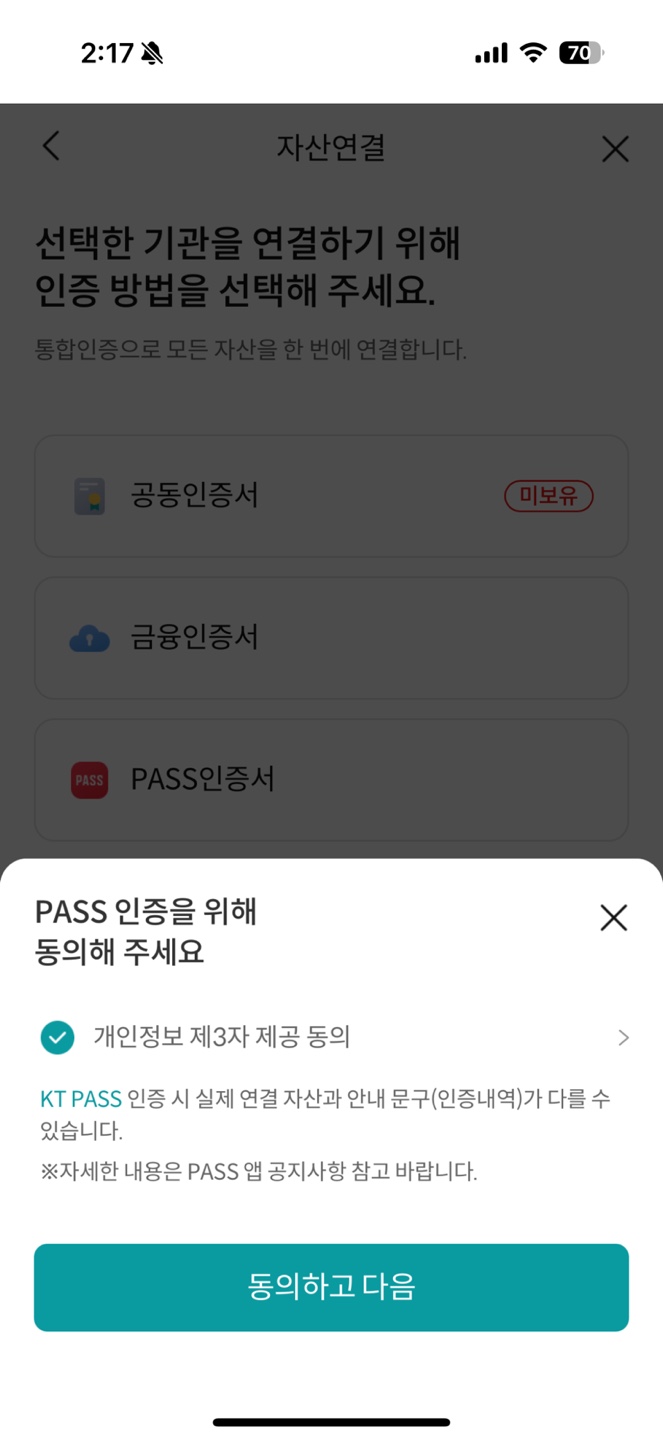 2:17
70
자산연결
선택한 기관을 연결하기 위해
인증 방법을 선택해 주세요.
통합인증으로 모든 자산을 한 번에 연결합니다.
공동인증서
미보유
금융인증서
PASS
PASS인증서
PASS 인증을 위해
동의해 주세요
개인정보 제3자 제공 동의
KT PASS 인증 시 실제 연결 자산과 안내 문구(인증내역)가 다를 수
있습니다.
※자세한 내용은 PASS 앱 공지사항 참고 바랍니다.
동의하고 다음